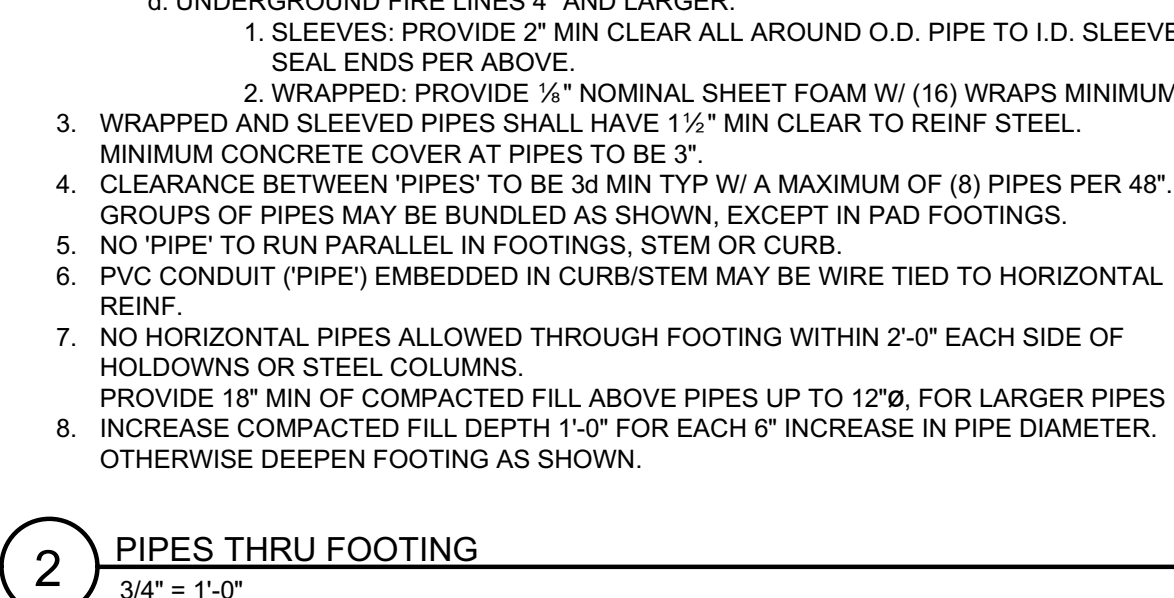 d. UNDERGROUND FIRE LINES 4" AND LARGER:
1. SLEEVES: PROVIDE 2" MIN CLEAR ALL AROUND O.D. PIPE TO I.D. SLEEVE
SEAL ENDS PER ABOVE.
2. WRAPPED: PROVIDE ⅛" NOMINAL SHEET FOAM W/ (16) WRAPS MINIMUM
3. WRAPPED AND SLEEVED PIPES SHALL HAVE 1½" MIN CLEAR TO REINF STEEL.
MINIMUM CONCRETE COVER AT PIPES TO BE 3".
4. CLEARANCE BETWEEN 'PIPES' TO BE 3d MIN TYP W/ A MAXIMUM OF (8) PIPES PER 48".
GROUPS OF PIPES MAY BE BUNDLED AS SHOWN, EXCEPT IN PAD FOOTINGS.
5. NO 'PIPE' TO RUN PARALLEL IN FOOTINGS, STEM OR CURB.
6. PVC CONDUIT ('PIPE') EMBEDDED IN CURB/STEM MAY BE WIRE TIED TO HORIZONTAL
REINF.
7. NO HORIZONTAL PIPES ALLOWED THROUGH FOOTING WITHIN 2'-0" EACH SIDE OF
HOLDOWNS OR STEEL COLUMNS.
PROVIDE 18" MIN OF COMPACTED FILL ABOVE PIPES UP TO 12"Ø, FOR LARGER PIPES
8. INCREASE COMPACTED FILL DEPTH 1'-0" FOR EACH 6" INCREASE IN PIPE DIAMETER.
OTHERWISE DEEPEN FOOTING AS SHOWN.
2 PIPES THRU FOOTING
3/4" = 1'-0"